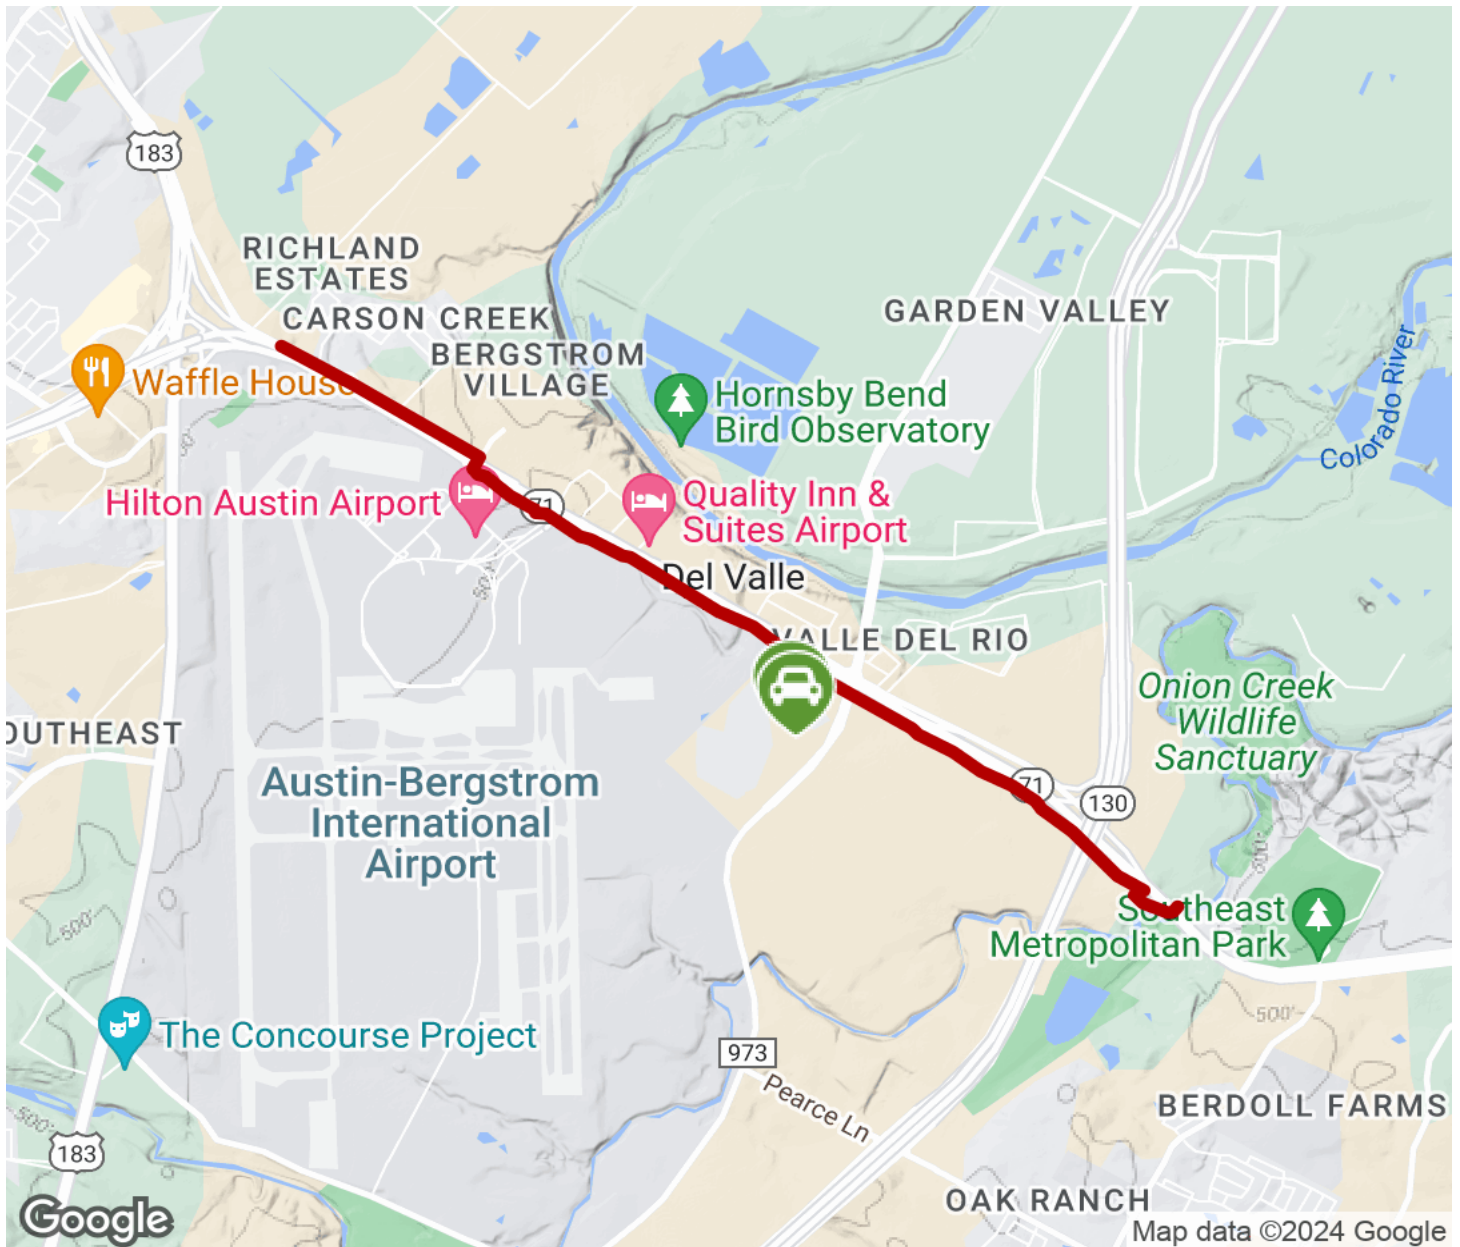 183
RICHLAND
ESTATES
CARSON CREEK
BERGSTROM
VILLAGE
GARDEN VALLEY
Waffle House
Hornsby Bend
Bird Observatory
Colorado River
Hilton Austin Airport
71
Quality Inn &
Suites Airport
500'
Del Valle
VALLE DEL RIO
Onion Creek
Wildlife
Sanctuary
OUTHEAST
Austin-Bergstrom
International
Airport
71
130
500'
Southeast
Metropolitan Park
500'
500'
The Concourse Project
973
Pearce Ln
BERDOLL FARMS
500'
183
OAK RANCH
Google
Map data ©2024 Google